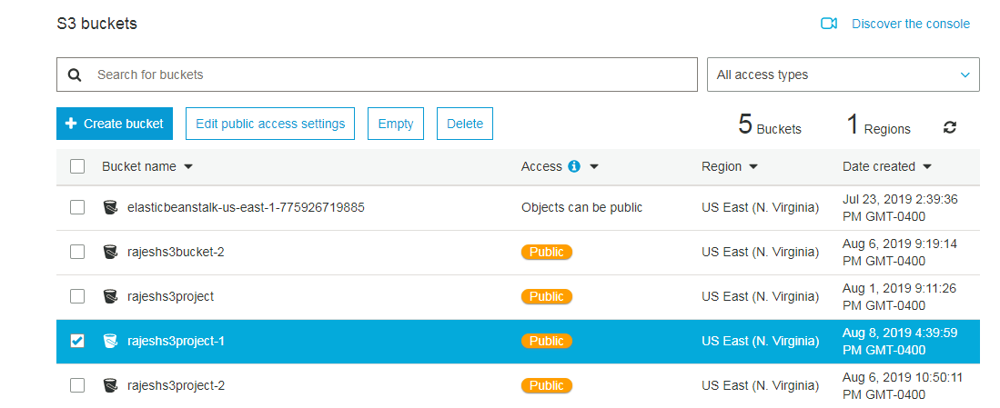 S3 buckets
Discover the console
Search for buckets
All access types
Create bucket Edit public access settings Empty Delete 5 Buckets 1 Regions
Bucket name Access Region Date created
elasticbeanstalk-us-east-1-775926719885 Objects can be public US East (N. Virginia) Jul 23, 2019 2:39:36
PM GMT-0400
rajeshs3bucket-2 Public US East (N. Virginia) Aug 6, 2019 9:19:14
PM GMT-0400
rajeshs3project Public US East (N. Virginia) Aug 1, 2019 9:11:26
PM GMT-0400
rajeshs3project-1 Public US East (N. Virginia) Aug 8, 2019 4:39:59
PM GMT-0400
rajeshs3project-2 Public US East (N. Virginia) Aug 6, 2019 10:50:11
PM GMT-0400